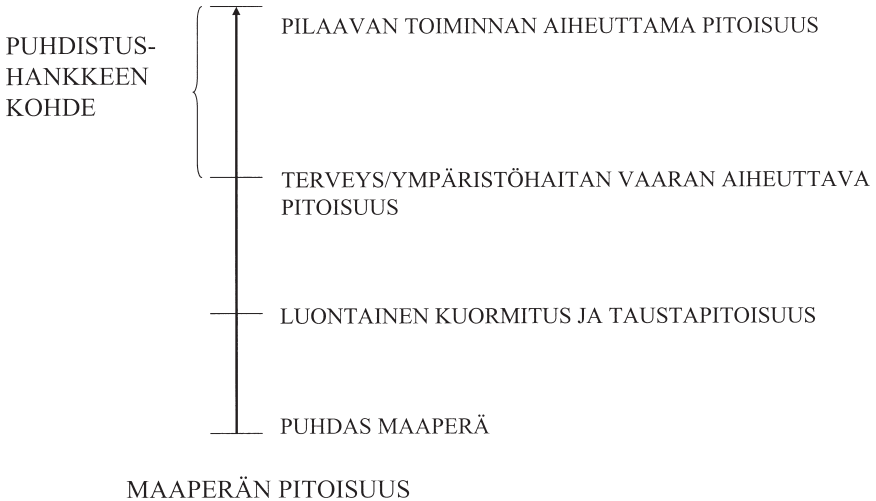 PUHDISTUS-
HANKKEEN
KOHDE
PILAAVAN TOIMINNAN AIHEUTTAMA PITOISUUS
TERVEYS/YMPÄRISTÖHAITAN VAARAN AIHEUTTAVA
PITOISUUS
LUONTAINEN KUORMITUS JA TAUSTAPITOISUUS
PUHDAS MAAPERÄ
MAAPERÄN PITOISUUS